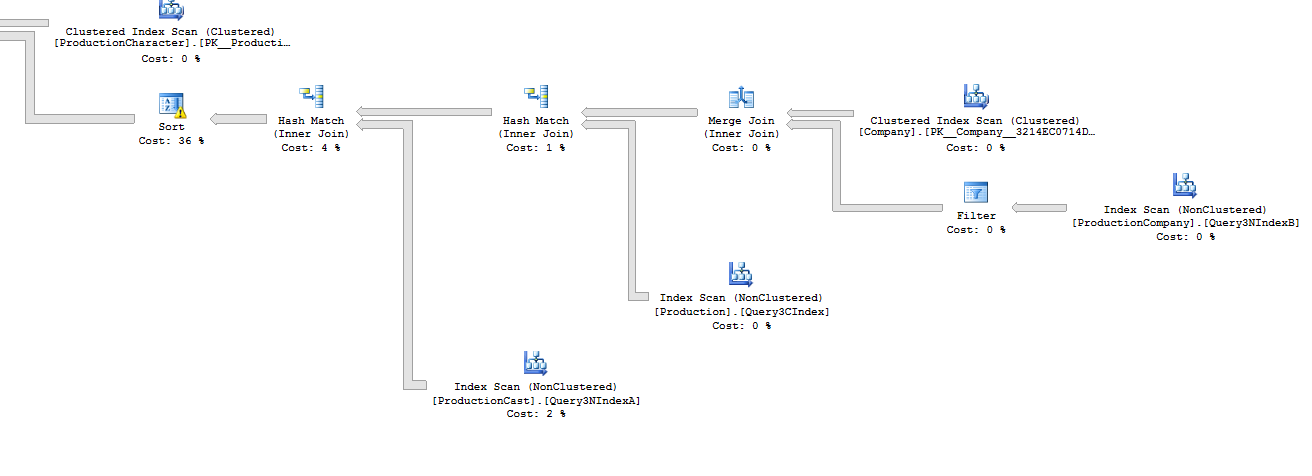 Clustered Index Scan (Clustered)
[ProductionCharacter].[PK__Producti…
Cost: 0 %
Sort
Cost: 36 %
Hash Match
(Inner Join)
Cost: 4 %
Hash Match
(Inner Join)
Cost: 1 %
Merge Join
(Inner Join)
Cost: 0 %
Clustered Index Scan (Clustered)
[Company].[PK__Company__3214EC0714D…
Cost: 0 %
Filter
Cost: 0 %
Index Scan (NonClustered)
[ProductionCompany].[Query3NIndexB]
Cost: 0 %
Index Scan (NonClustered)
[Production].[Query3CIndex]
Cost: 0 %
Index Scan (NonClustered)
[ProductionCast].[Query3NIndexA]
Cost: 2 %